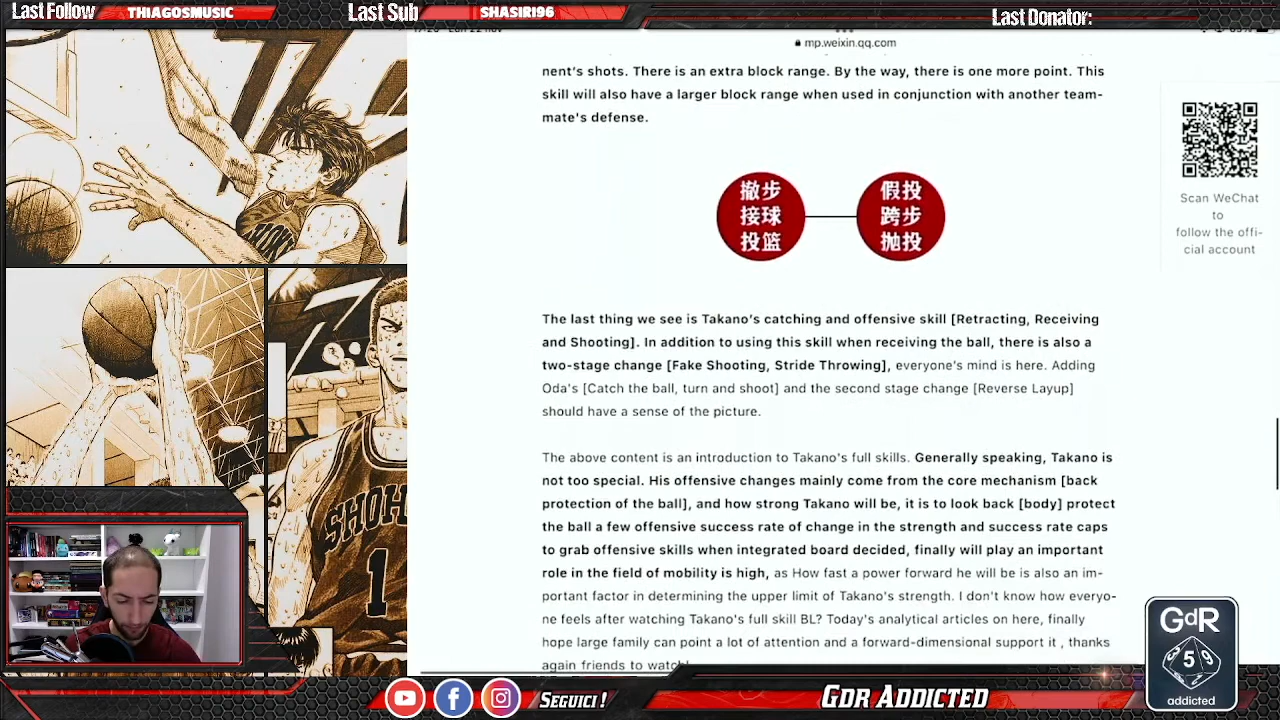 Last Follow
THIAGOSMUSIC
Last Sub
SHASIRI96
Last Donator:
mp.weixin.qq.com
nent's shots. There is an extra block range. By the way, there is one more point. This
skill will also have a larger block range when used in conjunction with another team-
mate's defense.
撤步
接球
投篮
假投
跨步
抛投
Scan WeChat
to
follow the offi-
cial account
The last thing we see is Takano's catching and offensive skill [Retracting, Receiving
and Shooting]. In addition to using this skill when receiving the ball, there is also a
two-stage change [Fake Shooting, Stride Throwing], everyone's mind is here. Adding
Oda's [Catch the ball, turn and shoot] and the second stage change [Reverse Layup]
should have a sense of the picture.
The above content is an introduction to Takano's full skills. Generally speaking, Takano is
not too special. His offensive changes mainly come from the core mechanism [back
protection of the ball], and how strong Takano will be, it is to look back [body] protect
the ball a few offensive success rate of change in the strength and success rate caps
to grab offensive skills when integrated board decided, finally will play an important
role in the field of mobility is high, as How fast a power forward he will be is also an im-
portant factor in determining the upper limit of Takano's strength. I don't know how everyo-
ne feels after watching Takano's full skill BL? Today's analytical articles on here, finally
hope large family can point a lot of attention and a forward-dimensional support it , thanks
again friends to watch!
SHOH
1
GdR
5
addicted
Seguici !
GdR Addicted